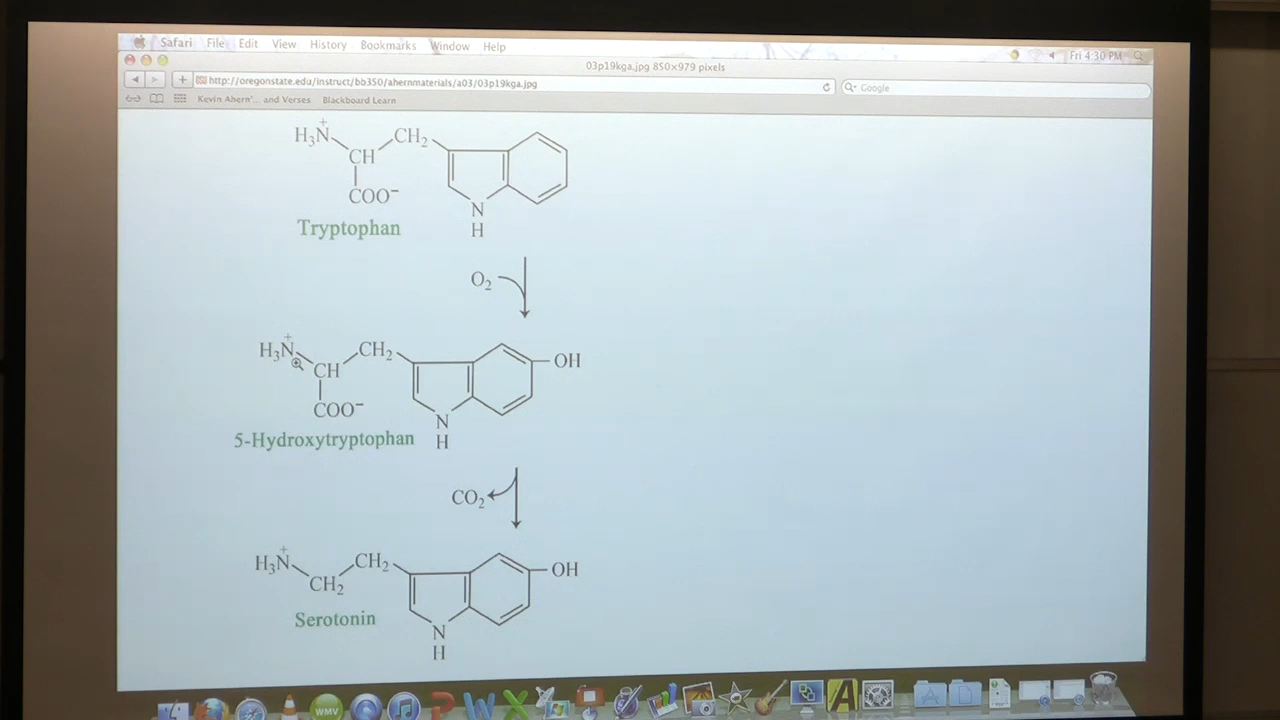 Safari File Edit View History Bookmarks Window Help Fri 4:30 PM
03p19kga.jpg 850×979 pixels
http://oregonstate.edu/instruct/bb350/ahernmaterials/a03/03p19kga.jpg Google
Kevin Ahern'... and Verses Blackboard Learn
H₃N⁺ CH₂
CH
COO⁻
N
Tryptophan H
O₂
H₃N⁺ CH₂ OH
CH
COO⁻
N
5-Hydroxytryptophan H
CO₂
H₃N⁺ CH₂ OH
CH₂
Serotonin
N
H
WMV P W X A